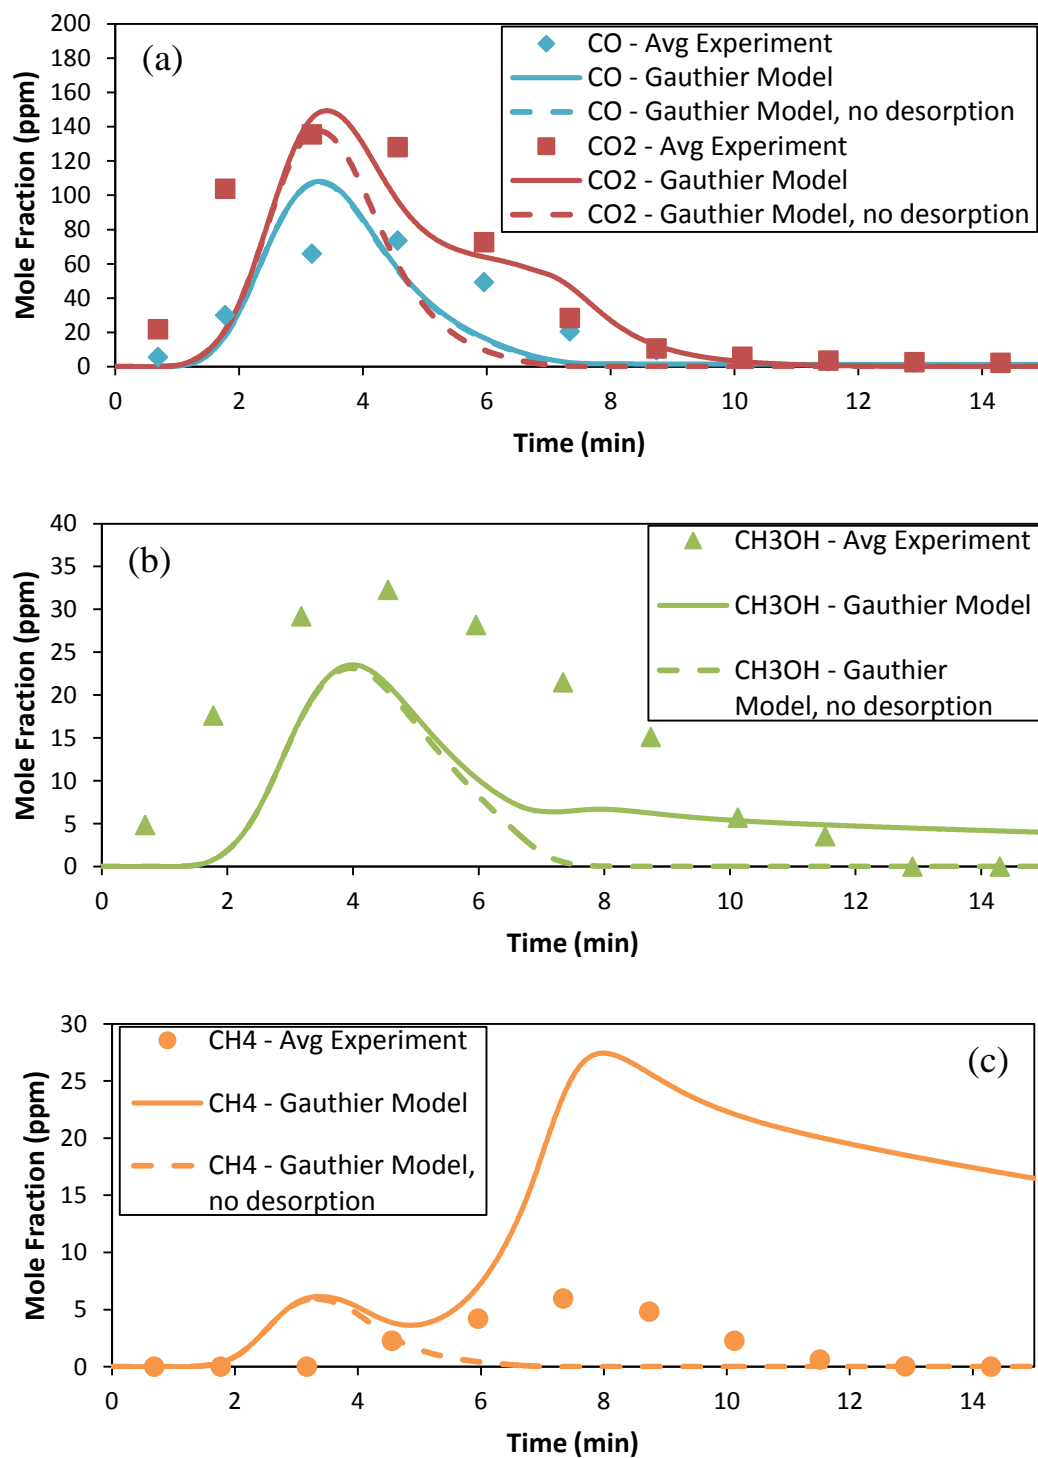 (a)
200
180
160
140
120
100
80
60
40
20
0
Mole Fraction (ppm)
CO - Avg Experiment
CO - Gauthier Model
CO - Gauthier Model, no desorption
CO2 - Avg Experiment
CO2 - Gauthier Model
CO2 - Gauthier Model, no desorption
0 2 4 6 8 10 12 14
Time (min)
(b)
40
35
30
25
20
15
10
5
0
Mole Fraction (ppm)
CH3OH - Avg Experiment
CH3OH - Gauthier Model
CH3OH - Gauthier
Model, no desorption
0 2 4 6 8 10 12 14
Time (min)
(c)
30
25
20
15
10
5
0
Mole Fraction (ppm)
CH4 - Avg Experiment
CH4 - Gauthier Model
CH4 - Gauthier Model,
no desorption
0 2 4 6 8 10 12 14
Time (min)